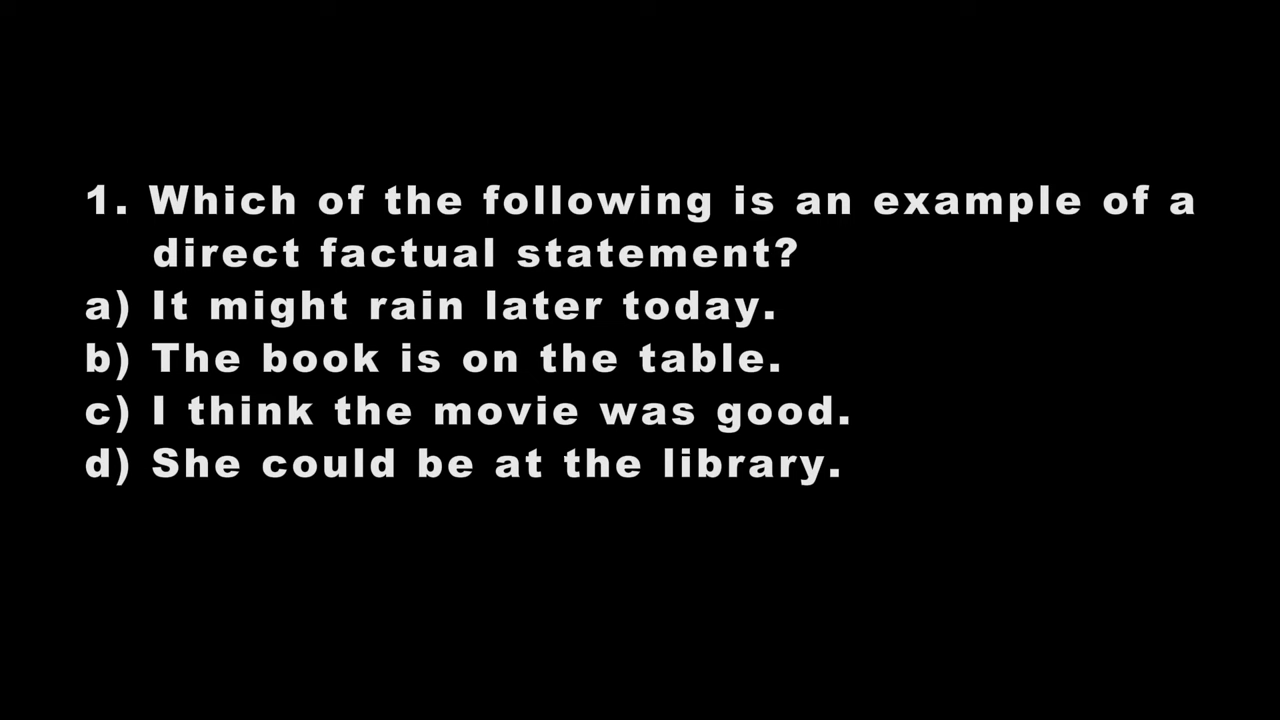 1. Which of the following is an example of a
direct factual statement?
a) It might rain later today.
b) The book is on the table.
c) I think the movie was good.
d) She could be at the library.